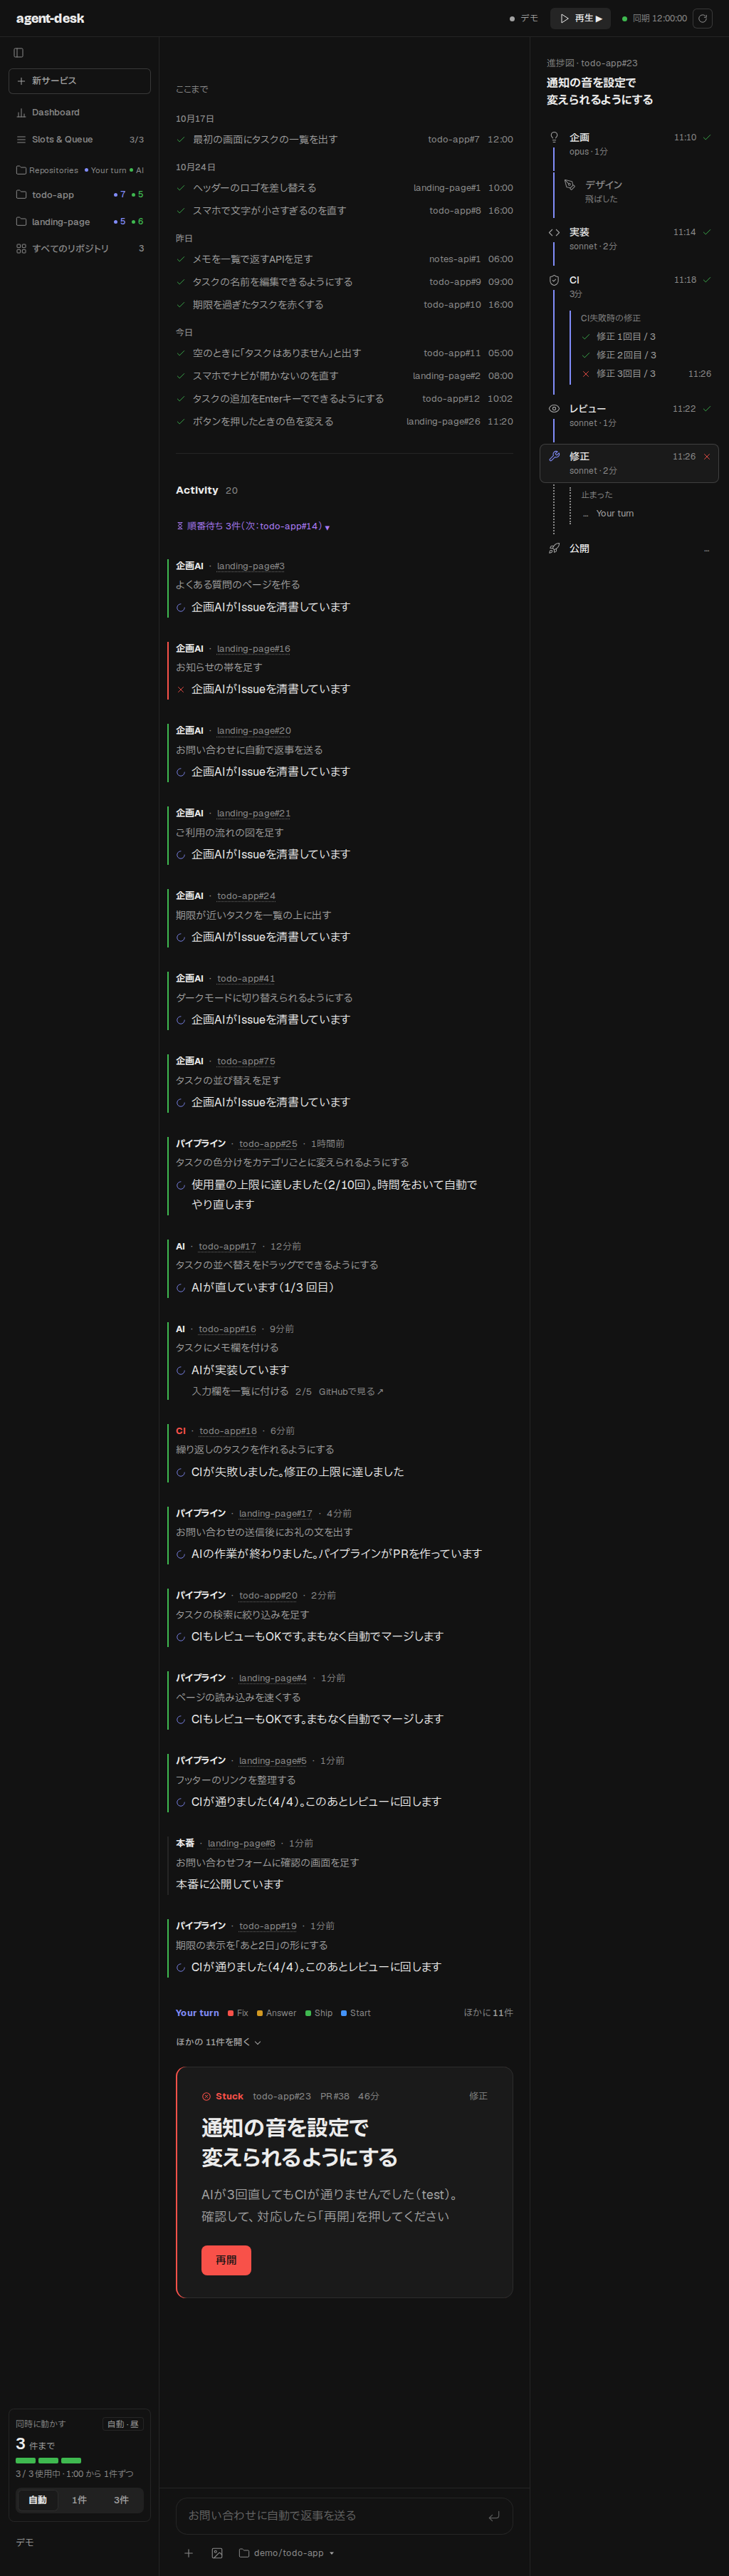 agent-desk
デモ
再生 ▶
同期 12:00:00
新サービス
Dashboard
Slots & Queue 3/3
Repositories Your turn AI
todo-app 7 5
landing-page 5 6
すべてのリポジトリ 3
同時に動かす 自動 · 昼
3 件まで
3 / 3 使用中 · 1:00 から 1件ずつ
自動 1件 3件
デモ
ここまで
10月17日
最初の画面にタスクの一覧を出す todo-app#7 12:00
10月24日
ヘッダーのロゴを差し替える landing-page#1 10:00
スマホで文字が小さすぎるのを直す todo-app#8 16:00
昨日
メモを一覧で返すAPIを足す notes-api#1 06:00
タスクの名前を編集できるようにする todo-app#9 09:00
期限を過ぎたタスクを赤くする todo-app#10 16:00
今日
空のときに「タスクはありません」と出す todo-app#11 05:00
スマホでナビが開かないのを直す landing-page#2 08:00
タスクの追加をEnterキーでできるようにする todo-app#12 10:02
ボタンを押したときの色を変える landing-page#26 11:20
Activity 20
順番待ち 3件(次:todo-app#14) ▾
企画AI · landing-page#3
よくある質問のページを作る
企画AIがIssueを清書しています
企画AI · landing-page#16
お知らせの帯を足す
企画AIがIssueを清書しています
企画AI · landing-page#20
お問い合わせに自動で返事を送る
企画AIがIssueを清書しています
企画AI · landing-page#21
ご利用の流れの図を足す
企画AIがIssueを清書しています
企画AI · todo-app#24
期限が近いタスクを一覧の上に出す
企画AIがIssueを清書しています
企画AI · todo-app#41
ダークモードに切り替えられるようにする
企画AIがIssueを清書しています
企画AI · todo-app#75
タスクの並び替えを足す
企画AIがIssueを清書しています
パイプライン · todo-app#25 · 1時間前
タスクの色分けをカテゴリごとに変えられるようにする
使用量の上限に達しました(2/10回)。時間をおいて自動で
やり直します
AI · todo-app#17 · 12分前
タスクの並べ替えをドラッグでできるようにする
AIが直しています(1/3 回目)
AI · todo-app#16 · 9分前
タスクにメモ欄を付ける
AIが実装しています
入力欄を一覧に付ける 2/5 GitHubで見る ↗
CI · todo-app#18 · 6分前
繰り返しのタスクを作れるようにする
CIが失敗しました。修正の上限に達しました
パイプライン · landing-page#17 · 4分前
お問い合わせの送信後にお礼の文を出す
AIの作業が終わりました。パイプラインがPRを作っています
パイプライン · todo-app#20 · 2分前
タスクの検索に絞り込みを足す
CIもレビューもOKです。まもなく自動でマージします
パイプライン · landing-page#4 · 1分前
ページの読み込みを速くする
CIもレビューもOKです。まもなく自動でマージします
パイプライン · landing-page#5 · 1分前
フッターのリンクを整理する
CIが通りました(4/4)。このあとレビューに回します
本番 · landing-page#8 · 1分前
お問い合わせフォームに確認の画面を足す
本番に公開しています
パイプライン · todo-app#19 · 1分前
期限の表示を「あと2日」の形にする
CIが通りました(4/4)。このあとレビューに回します
Your turn Fix Answer Ship Start ほかに 11件
ほかの 11件を開く
Stuck todo-app#23 PR #38 46分 修正
通知の音を設定で
変えられるようにする
AIが3回直してもCIが通りませんでした(test)。
確認して、対応したら「再開」を押してください
再開
お問い合わせに自動で返事を送る
demo/todo-app ▾
進捗図 · todo-app#23
通知の音を設定で
変えられるようにする
企画 11:10
opus · 1分
デザイン
飛ばした
実装 11:14
sonnet · 2分
CI 11:18
3分
CI失敗時の修正
修正 1回目 / 3
修正 2回目 / 3
修正 3回目 / 3 11:26
レビュー 11:22
sonnet · 1分
修正 11:26
sonnet · 2分
止まった
… Your turn
公開 …